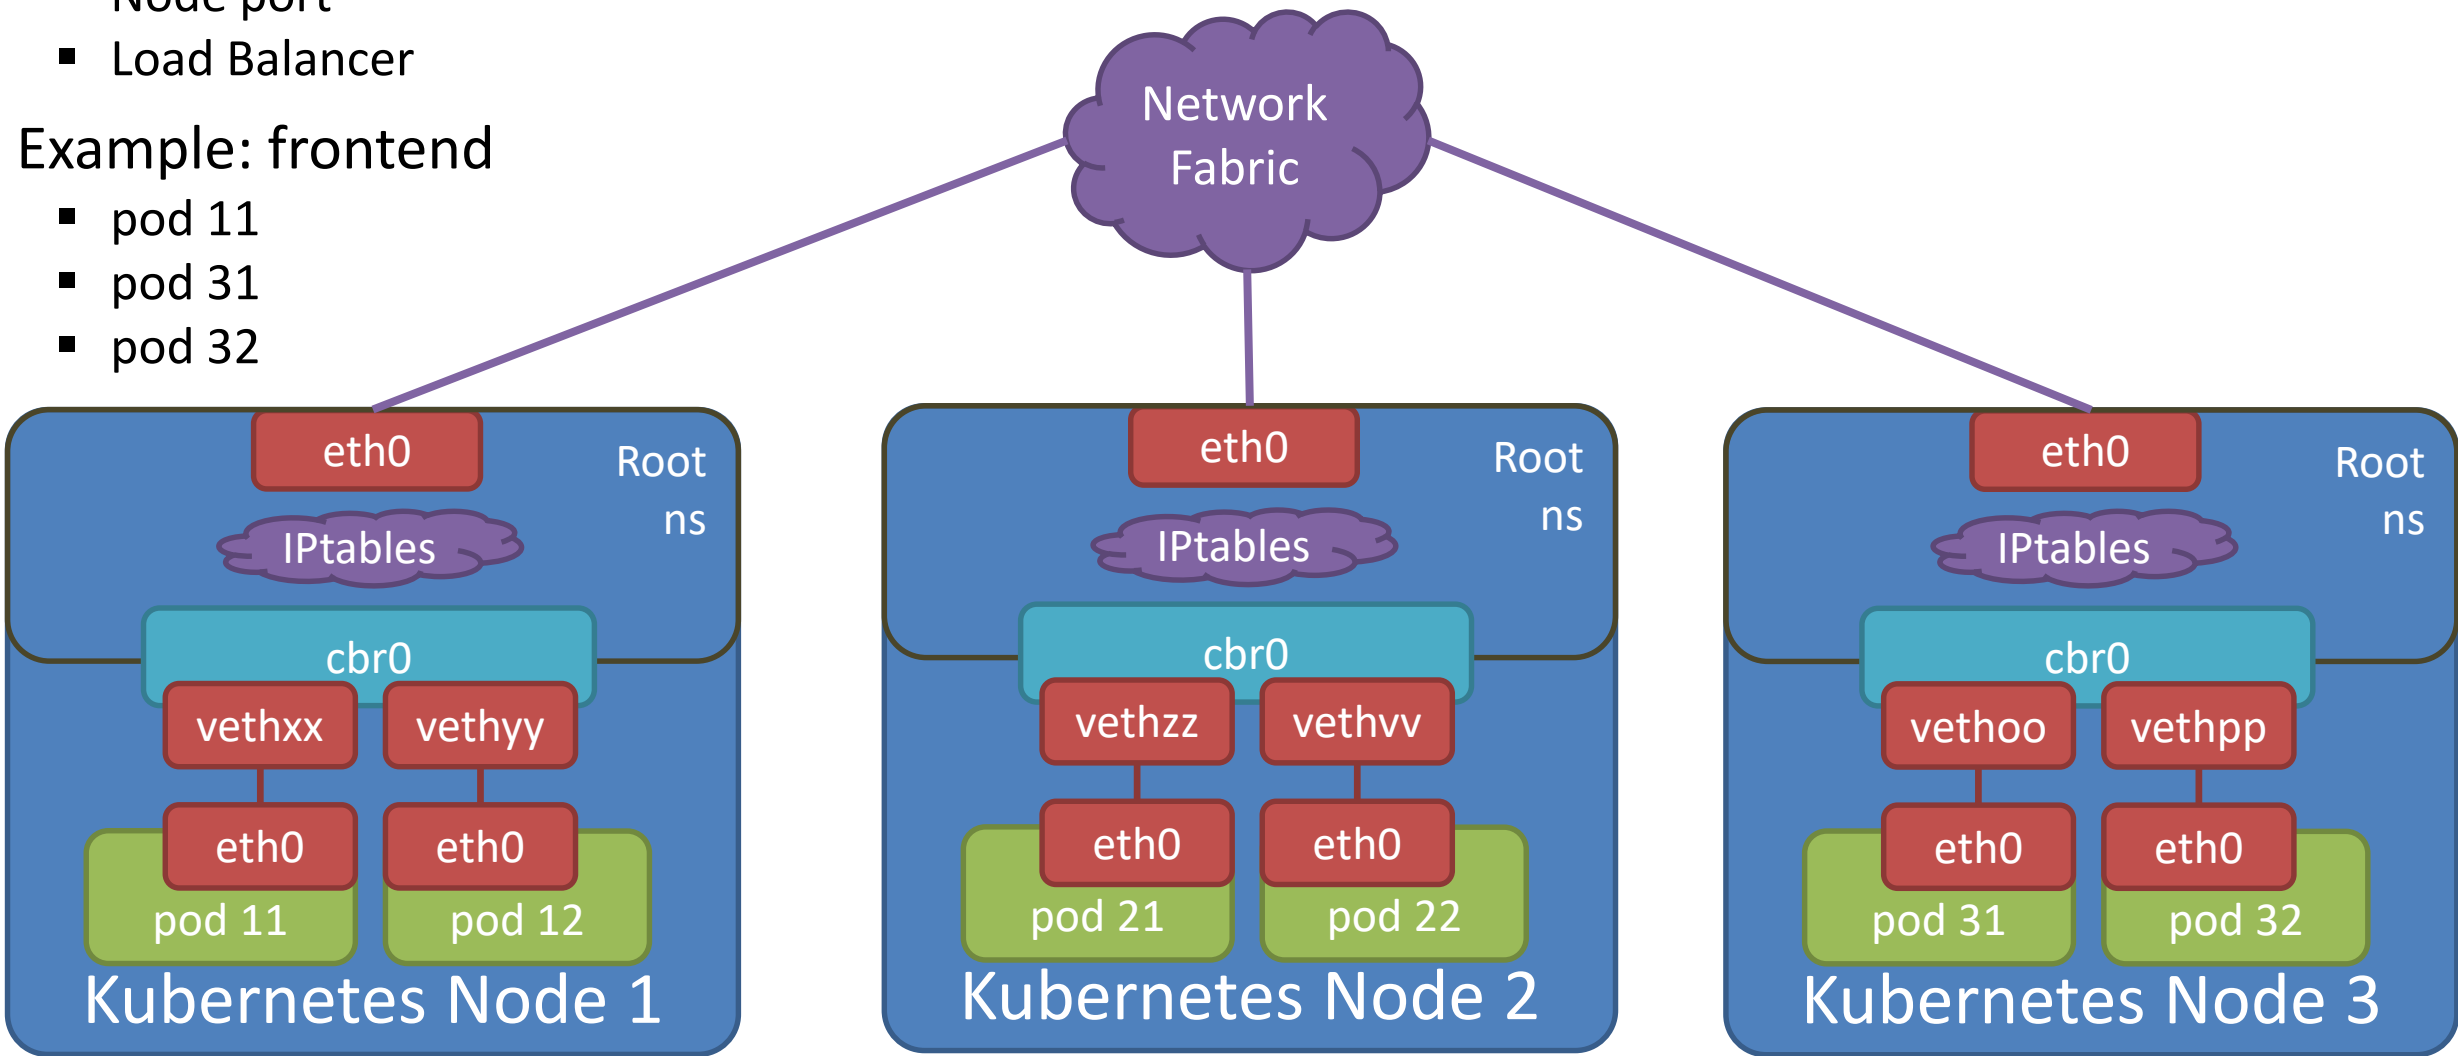 Node port
Load Balancer
Example: frontend
pod 11
pod 31
pod 32
Network
Fabric
eth0
Root
ns
IPtables
cbr0
vethxx
vethyy
eth0
eth0
pod 11
pod 12
Kubernetes Node 1
eth0
Root
ns
IPtables
cbr0
vethzz
vethvv
eth0
eth0
pod 21
pod 22
Kubernetes Node 2
eth0
Root
ns
IPtables
cbr0
vethoo
vethpp
eth0
eth0
pod 31
pod 32
Kubernetes Node 3